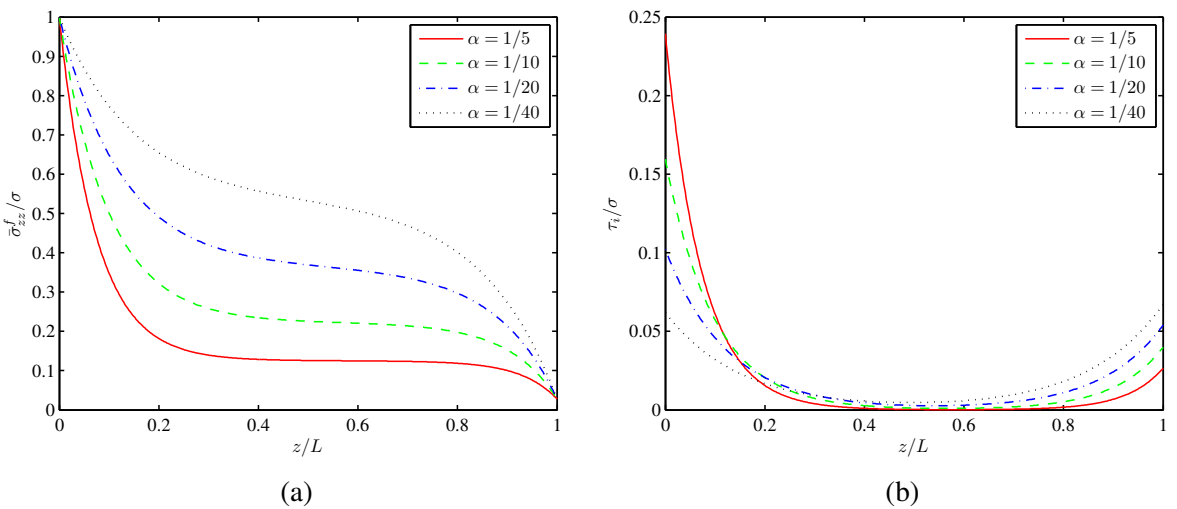 1
0.9
0.8
0.7
0.6
0.5
0.4
0.3
0.2
0.1
0
0 0.2 0.4 0.6 0.8 1
σ̄ᶠzz/σ
z/L
α = 1/5
α = 1/10
α = 1/20
α = 1/40
(a)
0.25
0.2
0.15
0.1
0.05
0
0 0.2 0.4 0.6 0.8 1
τᵢ/σ
z/L
α = 1/5
α = 1/10
α = 1/20
α = 1/40
(b)